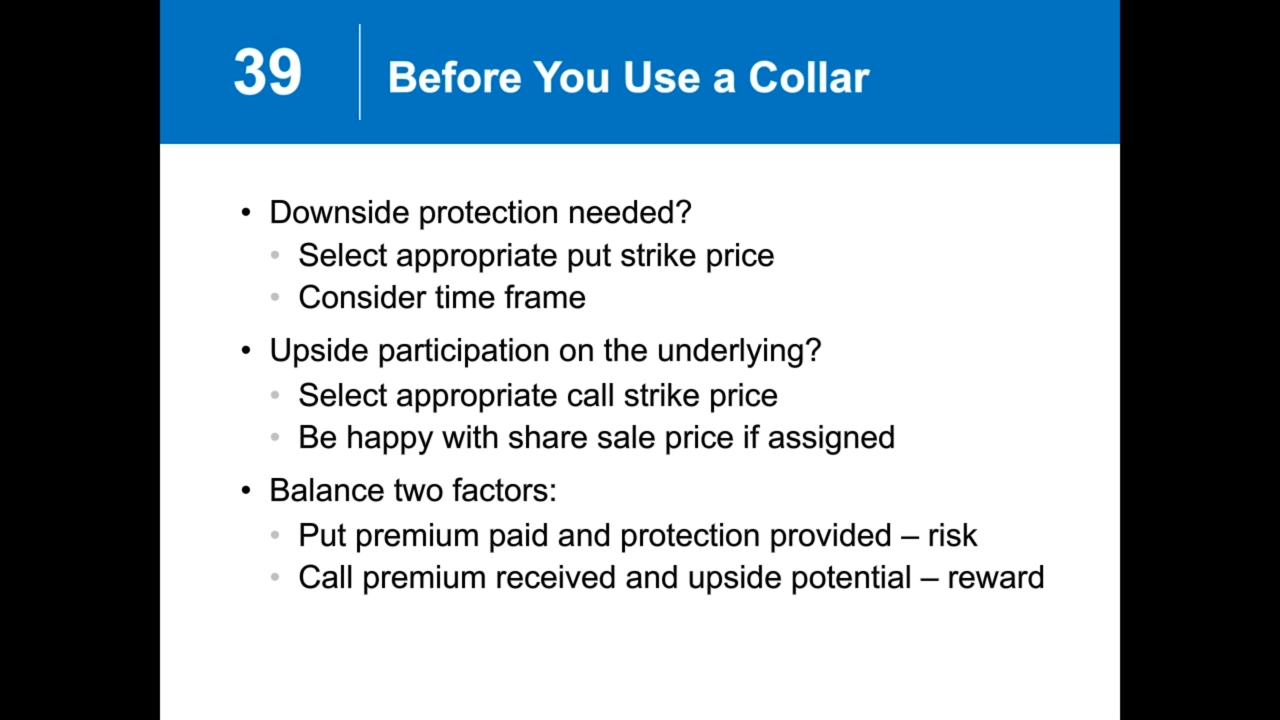 39 Before You Use a Collar
• Downside protection needed?
• Select appropriate put strike price
• Consider time frame
• Upside participation on the underlying?
• Select appropriate call strike price
• Be happy with share sale price if assigned
• Balance two factors:
• Put premium paid and protection provided – risk
• Call premium received and upside potential – reward